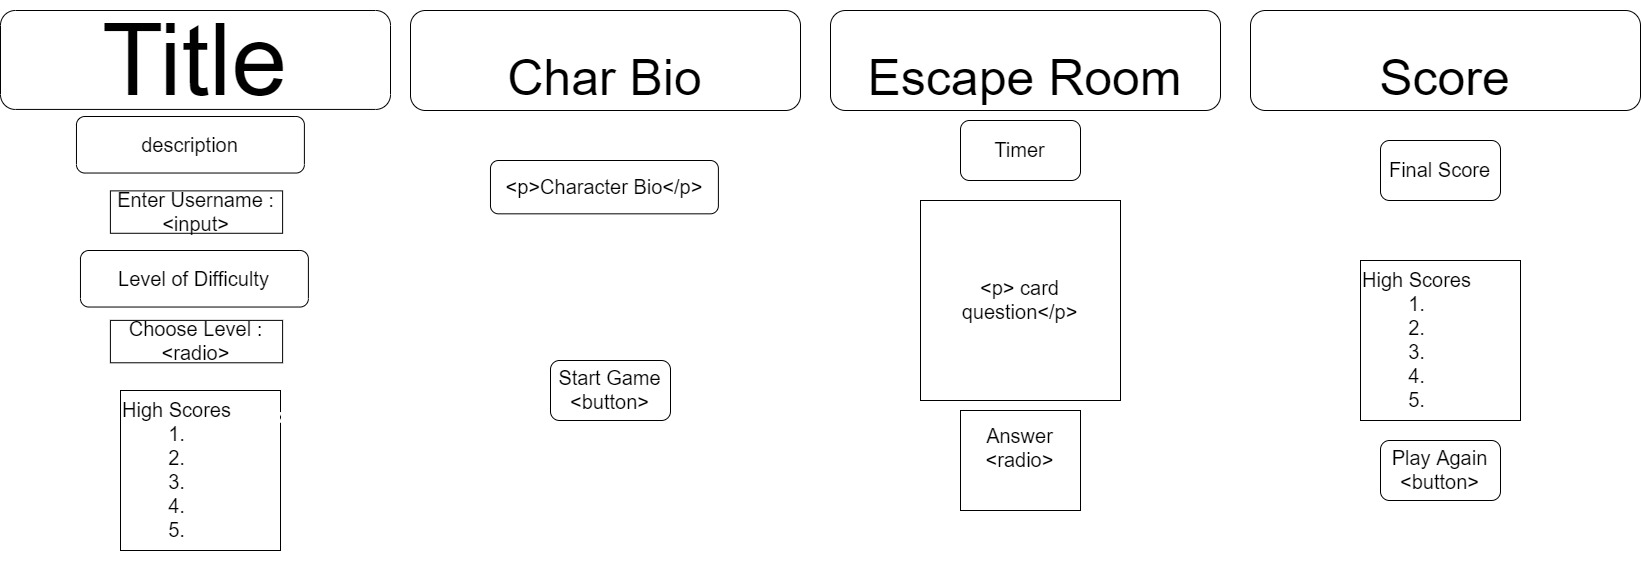 Title
description
Enter Username :
<input>
Level of Difficulty
Choose Level :
<radio>
High Scores
1.
2.
3.
4.
5.
Char Bio
<p>Character Bio</p>
Start Game
<button>
Escape Room
Timer
<p> card
question</p>
Answer
<radio>
Score
Final Score
High Scores
1.
2.
3.
4.
5.
Play Again
<button>